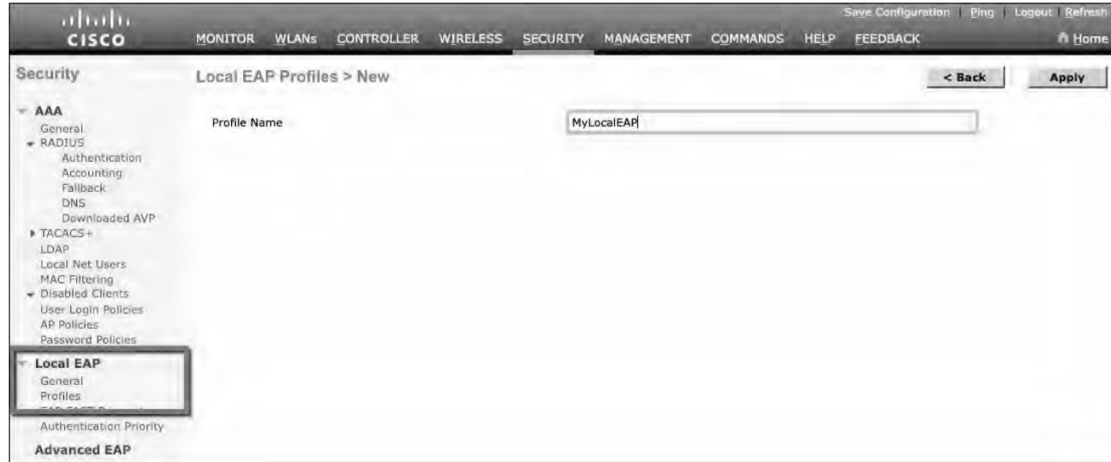 Save Configuration Ping Logout Refresh
CISCO MONITOR WLANs CONTROLLER WIRELESS SECURITY MANAGEMENT COMMANDS HELP FEEDBACK Home
Security
Local EAP Profiles > New
< Back
Apply
Profile Name
MyLocalEAP
AAA
General
RADIUS
Authentication
Accounting
Fallback
DNS
Downloaded AVP
TACACS+
LDAP
Local Net Users
MAC Filtering
Disabled Clients
User Login Policies
AP Policies
Password Policies
Local EAP
General
Profiles
Authentication Priority
Advanced EAP